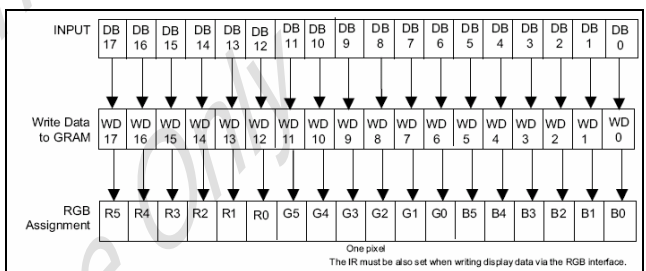 INPUT DB 17 DB 16 DB 15 DB 14 DB 13 DB 12 DB 11 DB 10 DB 9 DB 8 DB 7 DB 6 DB 5 DB 4 DB 3 DB 2 DB 1 DB 0
Write Data to GRAM WD 17 WD 16 WD 15 WD 14 WD 13 WD 12 WD 11 WD 10 WD 9 WD 8 WD 7 WD 6 WD 5 WD 4 WD 3 WD 2 WD 1 WD 0
RGB Assignment R5 R4 R3 R2 R1 R0 G5 G4 G3 G2 G1 G0 B5 B4 B3 B2 B1 B0
One pixel
The IR must be also set when writing display data via the RGB interface.
Only